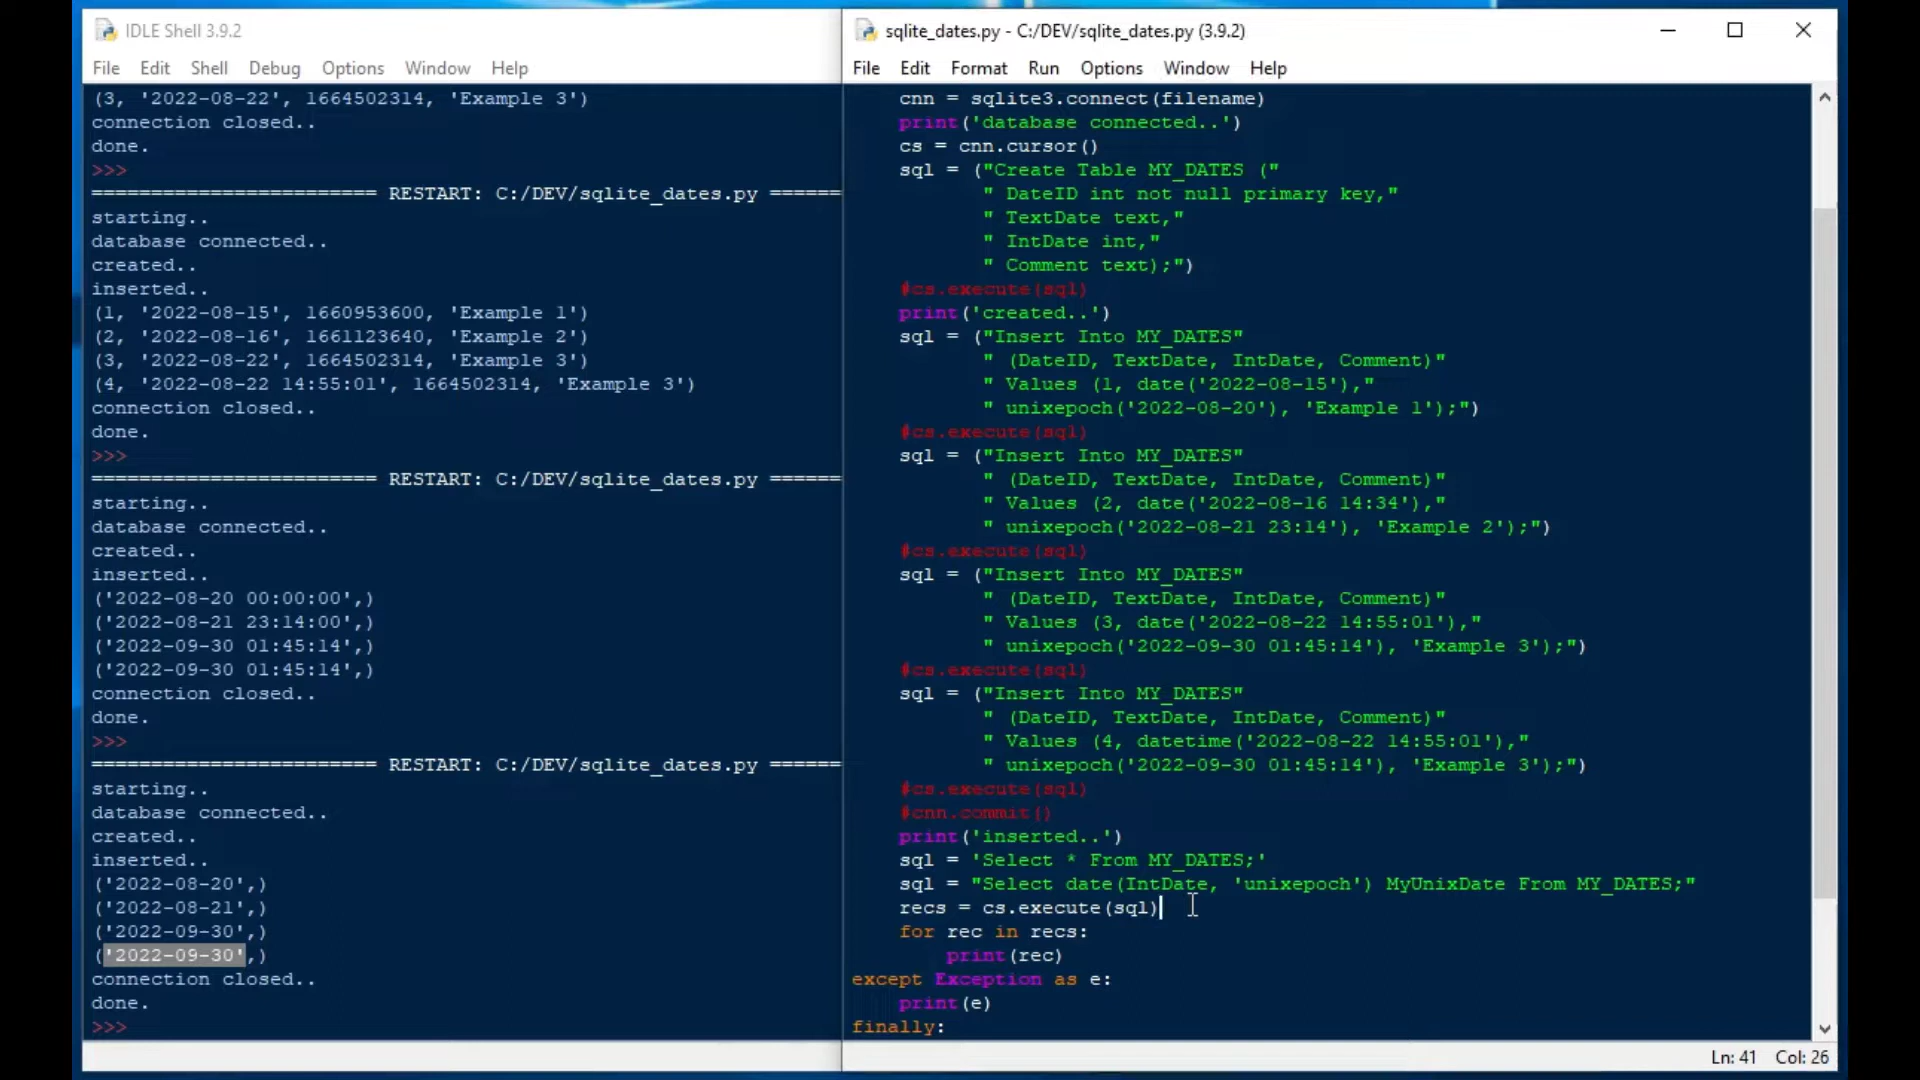 IDLE Shell 3.9.2
File Edit Shell Debug Options Window Help
(3, '2022-08-22', 1664502314, 'Example 3')
connection closed..
done.
>>>
======================== RESTART: C:/DEV/sqlite_dates.py ======
starting..
database connected..
created..
inserted..
(1, '2022-08-15', 1660953600, 'Example 1')
(2, '2022-08-16', 1661123640, 'Example 2')
(3, '2022-08-22', 1664502314, 'Example 3')
(4, '2022-08-22 14:55:01', 1664502314, 'Example 3')
connection closed..
done.
>>>
======================== RESTART: C:/DEV/sqlite_dates.py ======
starting..
database connected..
created..
inserted..
('2022-08-20 00:00:00',)
('2022-08-21 23:14:00',)
('2022-09-30 01:45:14',)
('2022-09-30 01:45:14',)
connection closed..
done.
>>>
======================== RESTART: C:/DEV/sqlite_dates.py ======
starting..
database connected..
created..
inserted..
('2022-08-20',)
('2022-08-21',)
('2022-09-30',)
('2022-09-30',)
connection closed..
done.
>>>
sqlite_dates.py - C:/DEV/sqlite_dates.py (3.9.2)
File Edit Format Run Options Window Help
cnn = sqlite3.connect(filename)
print('database connected..')
cs = cnn.cursor()
sql = ("Create Table MY_DATES ("
" DateID int not null primary key,"
" TextDate text,"
" IntDate int,"
" Comment text);")
#cs.execute(sql)
print('created..')
sql = ("Insert Into MY_DATES"
" (DateID, TextDate, IntDate, Comment)"
" Values (1, date('2022-08-15'),"
" unixepoch('2022-08-20'), 'Example 1');")
#cs.execute(sql)
sql = ("Insert Into MY_DATES"
" (DateID, TextDate, IntDate, Comment)"
" Values (2, date('2022-08-16 14:34'),"
" unixepoch('2022-08-21 23:14'), 'Example 2');")
#cs.execute(sql)
sql = ("Insert Into MY_DATES"
" (DateID, TextDate, IntDate, Comment)"
" Values (3, date('2022-08-22 14:55:01'),"
" unixepoch('2022-09-30 01:45:14'), 'Example 3');")
#cs.execute(sql)
sql = ("Insert Into MY_DATES"
" (DateID, TextDate, IntDate, Comment)"
" Values (4, datetime('2022-08-22 14:55:01'),"
" unixepoch('2022-09-30 01:45:14'), 'Example 3');")
#cs.execute(sql)
#cnn.commit()
print('inserted..')
sql = 'Select * From MY_DATES;'
sql = "Select date(IntDate, 'unixepoch') MyUnixDate From MY_DATES;"
recs = cs.execute(sql)
for rec in recs:
print(rec)
except Exception as e:
print(e)
finally:
Ln: 41 Col: 26